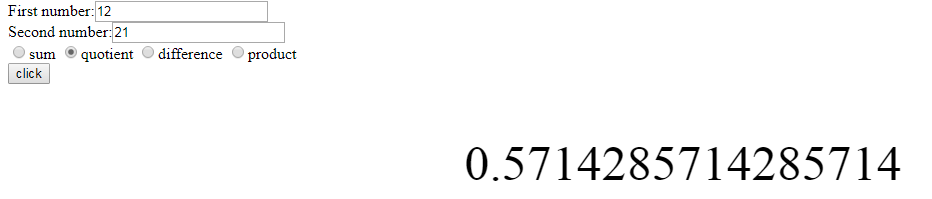 First number:12
Second number:21
sum quotient difference product
click
0.5714285714285714